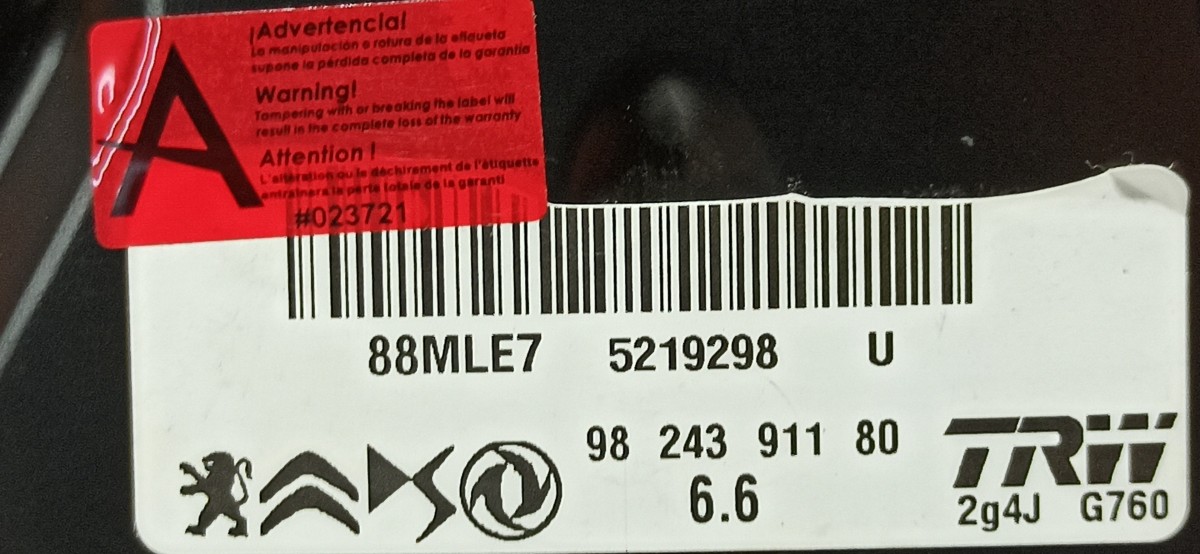 ¡Advertencia!
La manipulación o rotura de la etiqueta
supone la pérdida completa de la garantía
Warning!
Tampering with or breaking the label will
result in the complete loss of the warranty
Attention !
L'altération ou le déchirement de l'étiquette
entraînera la perte totale de la garanti
#023721
88MLE7 5219298 U
98 243 911 80
6.6
TRW
2g4J G760